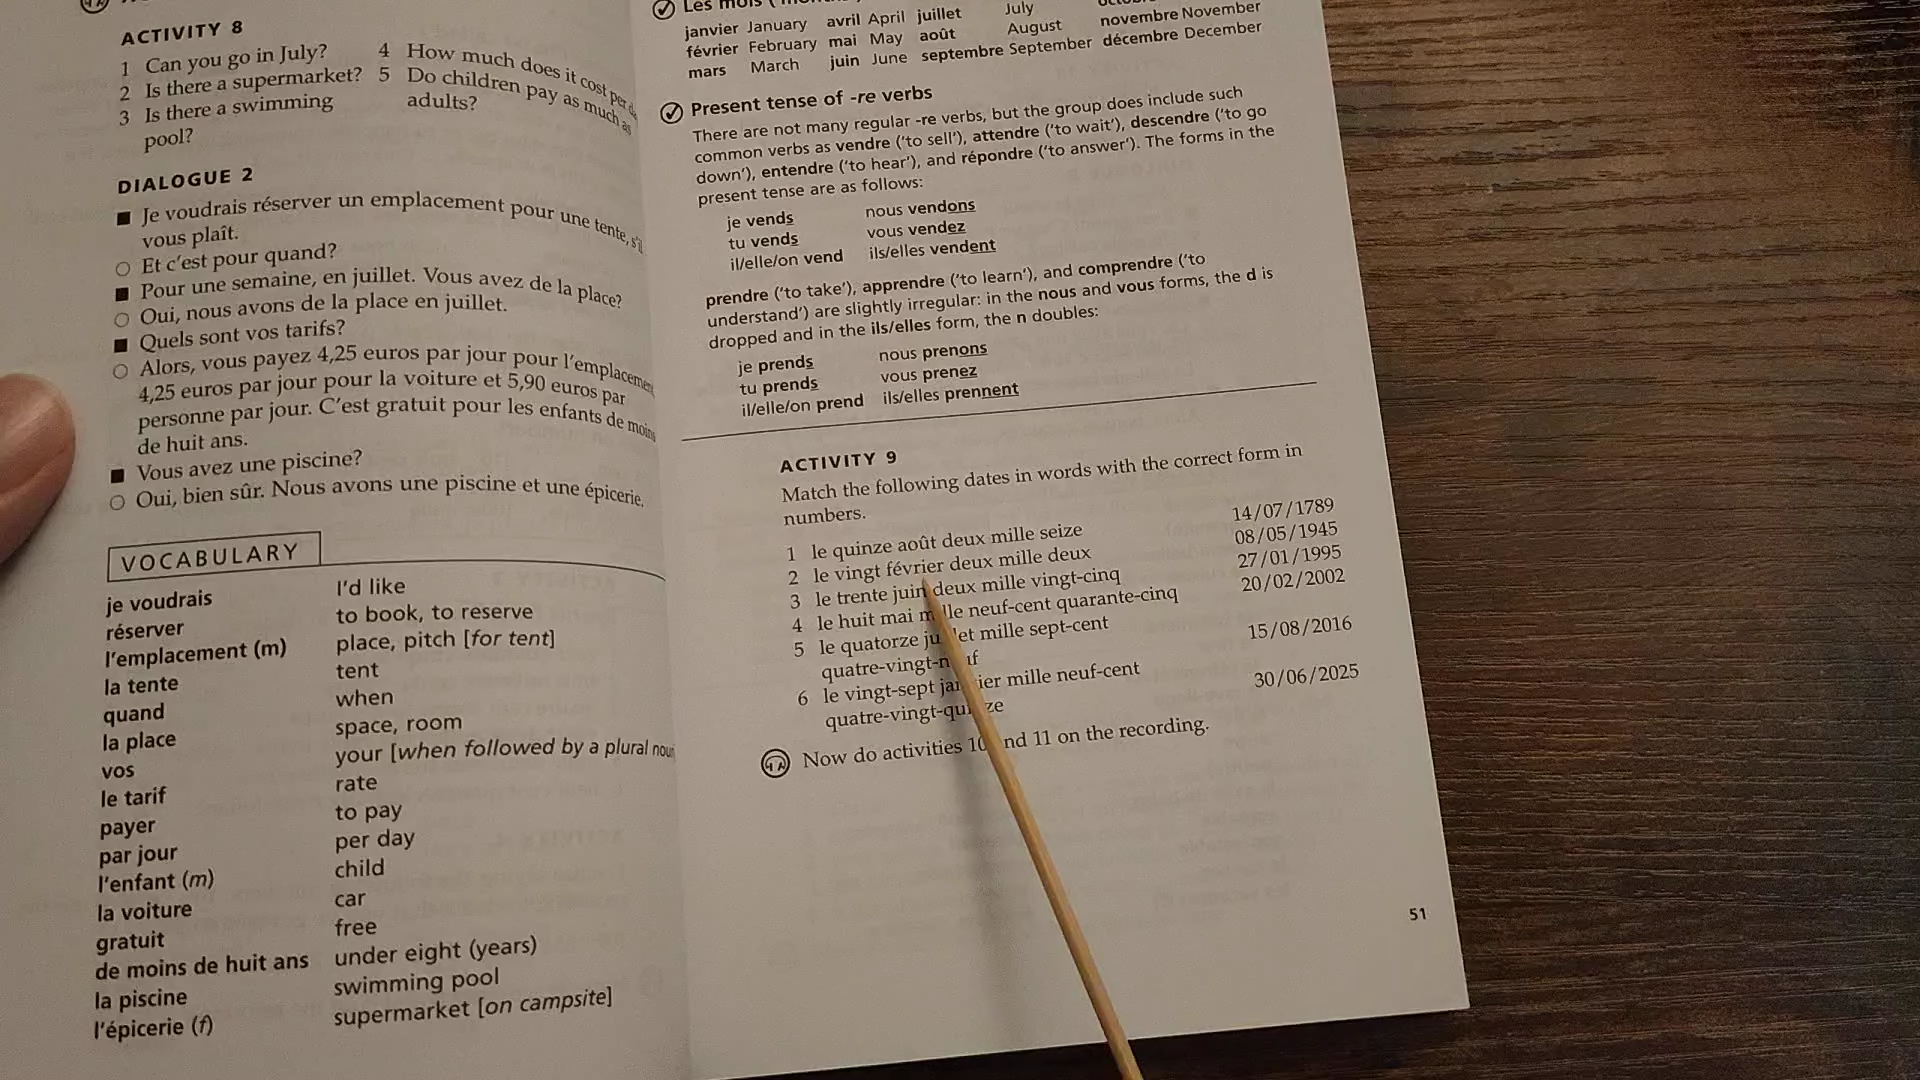 ACTIVITY 8
1 Can you go in July?
2 Is there a supermarket?
3 Is there a swimming
pool?
4 How much does it cost per
5 Do children pay as much as
adults?
DIALOGUE 2
■ Je voudrais réserver un emplacement pour une tente, s'il
vous plaît.
○ Et c'est pour quand?
■ Pour une semaine, en juillet. Vous avez de la place?
○ Oui, nous avons de la place en juillet.
■ Quels sont vos tarifs?
○ Alors, vous payez 4,25 euros par jour pour l'emplacement
4,25 euros par jour pour la voiture et 5,90 euros par
personne par jour. C'est gratuit pour les enfants de moins
de huit ans.
■ Vous avez une piscine?
○ Oui, bien sûr. Nous avons une piscine et une épicerie.
VOCABULARY
je voudrais I'd like
réserver to book, to reserve
l'emplacement (m) place, pitch [for tent]
la tente tent
quand when
la place space, room
vos your [when followed by a plural noun
le tarif rate
payer to pay
par jour per day
l'enfant (m) child
la voiture car
gratuit free
de moins de huit ans under eight (years)
la piscine swimming pool
l'épicerie (f) supermarket [on campsite]
Les mois
janvier January avril April juillet July
février February mai May août August novembre November
mars March juin June septembre September décembre December
Present tense of -re verbs
There are not many regular -re verbs, but the group does include such
common verbs as vendre ('to sell'), attendre ('to wait'), descendre ('to go
down'), entendre ('to hear'), and répondre ('to answer'). The forms in the
present tense are as follows:
je vends nous vendons
tu vends vous vendez
il/elle/on vend ils/elles vendent
prendre ('to take'), apprendre ('to learn'), and comprendre ('to
understand') are slightly irregular: in the nous and vous forms, the d is
dropped and in the ils/elles form, the n doubles:
je prends nous prenons
tu prends vous prenez
il/elle/on prend ils/elles prennent
ACTIVITY 9
Match the following dates in words with the correct form in
numbers.
1 le quinze août deux mille seize 14/07/1789
2 le vingt février deux mille deux 08/05/1945
3 le trente juin deux mille vingt-cinq 27/01/1995
4 le huit mai mille neuf-cent quarante-cinq 20/02/2002
5 le quatorze juillet mille sept-cent
quatre-vingt-neuf 15/08/2016
6 le vingt-sept janvier mille neuf-cent
quatre-vingt-quinze 30/06/2025
Now do activities 10 and 11 on the recording.
51